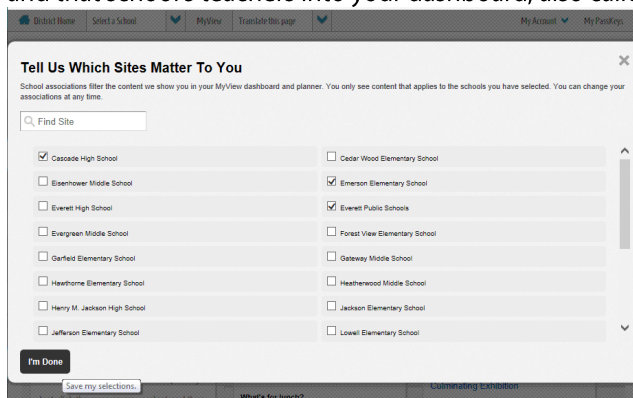 and that school's teachers into your dashboard, also
District Home Select a School MyView Translate this page My Account My PassKeys
Tell Us Which Sites Matter To You
School associations filter the content we show you in your MyView dashboard and planner. You only see content that applies to the schools you have selected. You can change your
associations at any time.
Find Site
Cascade High School Cedar Wood Elementary School
Eisenhower Middle School Emerson Elementary School
Everett High School Everett Public Schools
Evergreen Middle School Forest View Elementary School
Garfield Elementary School Gateway Middle School
Hawthorne Elementary School Heatherwood Middle School
Henry M. Jackson High School Jackson Elementary School
Jefferson Elementary School Lowell Elementary School
I'm Done
Save my selections.
What's for lunch? Culminating Exhibition